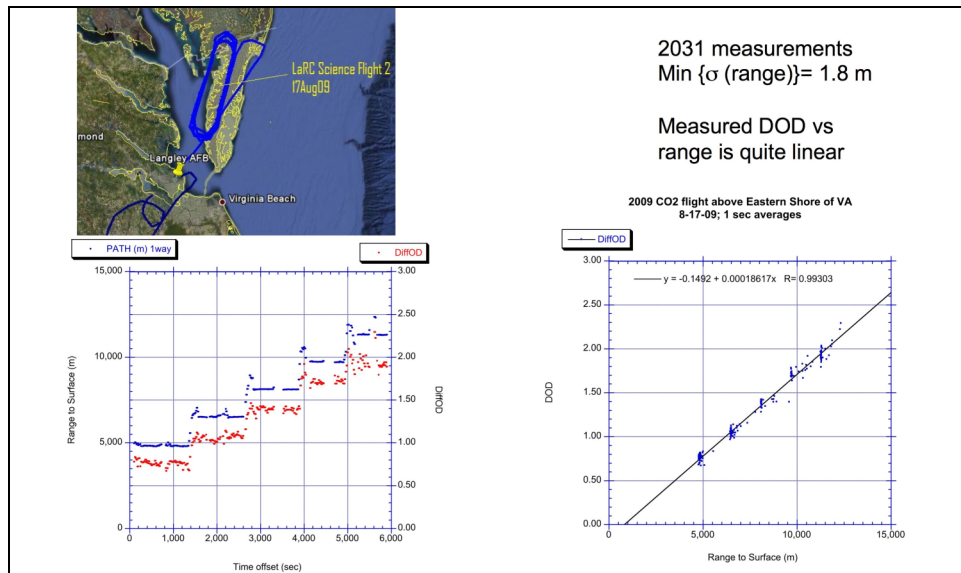 LaRC Science Flight 2
17Aug09
mond
Langley AFB
Virginia Beach
2031 measurements
Min {σ (range)}= 1.8 m
Measured DOD vs
range is quite linear
PATH (m) 1way
DiffOD
15,000
10,000
5,000
0
Range to Surface (m)
3.00
2.50
2.00
1.50
1.00
0.50
0.00
DiffOD
0
1,000
2,000
3,000
4,000
5,000
6,000
Time offset (sec)
2009 CO2 flight above Eastern Shore of VA
8-17-09; 1 sec averages
DiffOD
y = -0.1492 + 0.00018617x R= 0.99303
3.00
2.50
2.00
1.50
1.00
0.50
0.00
DOD
0
5,000
10,000
15,000
Range to Surface (m)